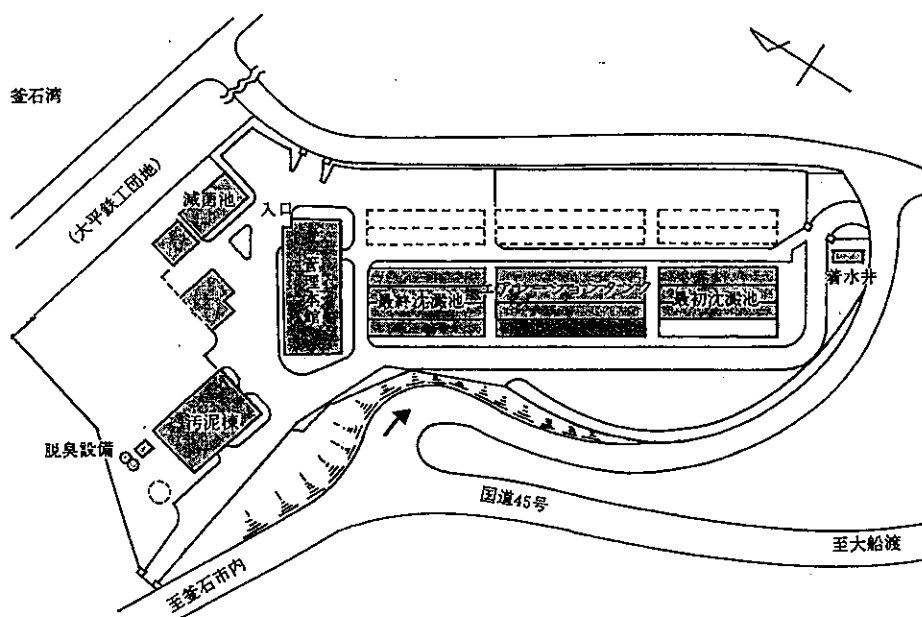 釜石湾
(大平鉄工団地)
滅菌池
入口
管理本館
最終沈澱池
エアレーションタンク
最初沈澱池
着水井
汚泥棟
脱臭設備
国道45号
至大船渡
至釜石市内